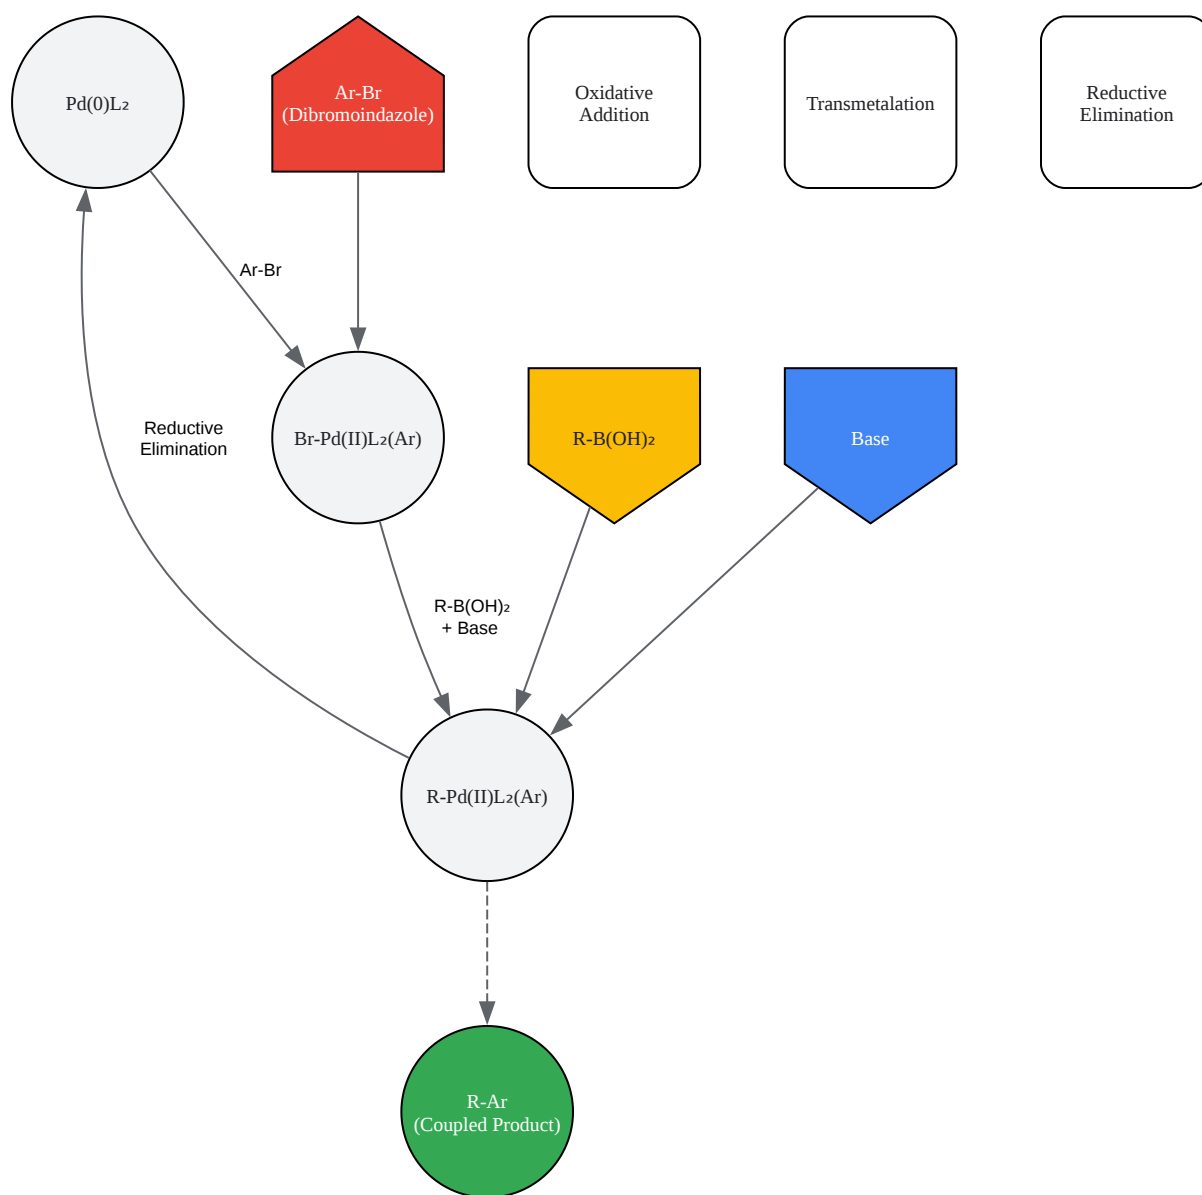 Pd(0)L₂
Ar-Br
(Dibromoindazole)
Oxidative
Addition
Transmetalation
Reductive
Elimination
Ar-Br
Reductive
Elimination
Br-Pd(II)L₂(Ar)
R-B(OH)₂
Base
R-B(OH)₂
+ Base
R-Pd(II)L₂(Ar)
R-Ar
(Coupled Product)